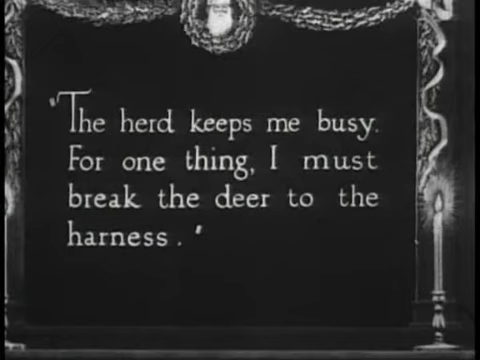 "The herd keeps me busy.
For one thing, I must
break the deer to the
harness."